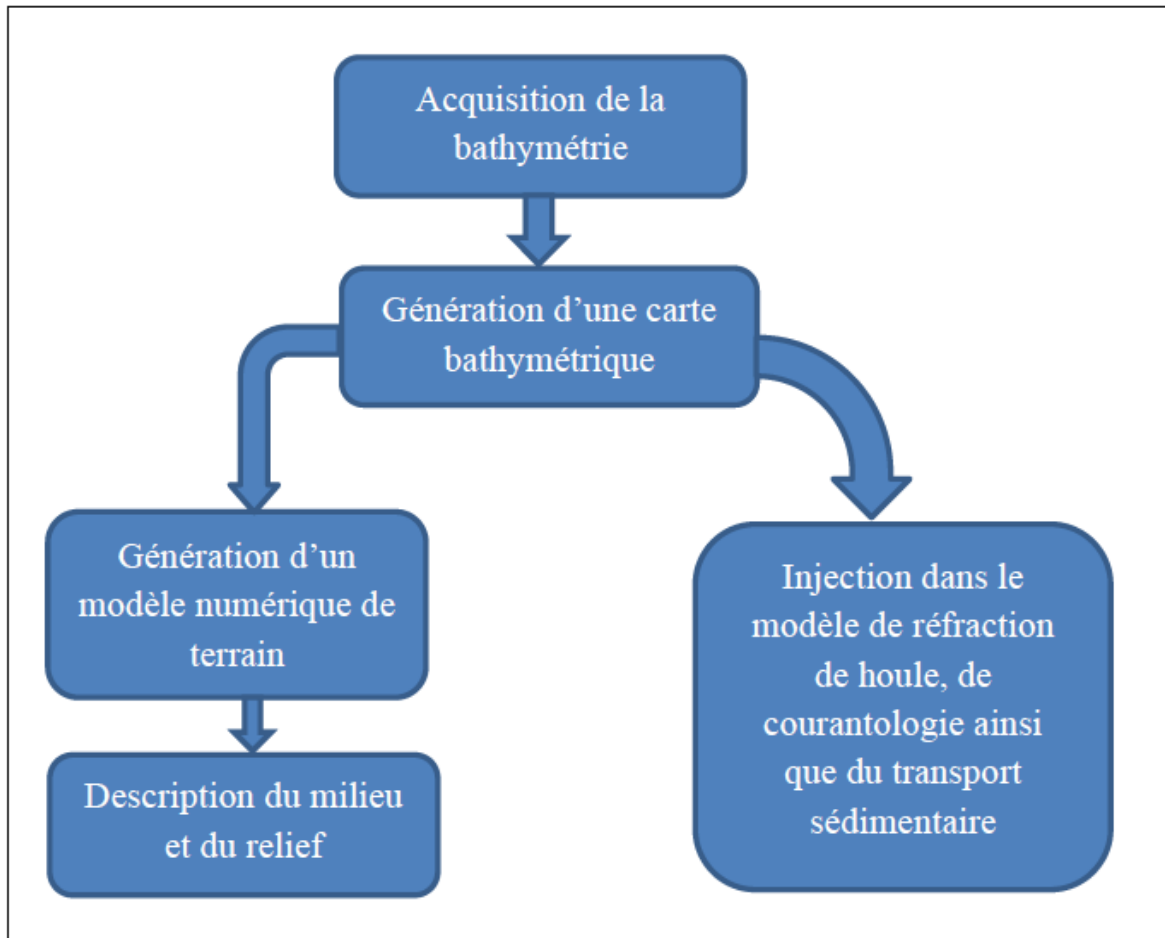 Acquisition de la
bathymétrie
Génération d’une carte
bathymétrique
Génération d’un
modèle numérique de
terrain
Description du milieu
et du relief
Injection dans le
modèle de réfraction
de houle, de
courantologie ainsi
que du transport
sédimentaire